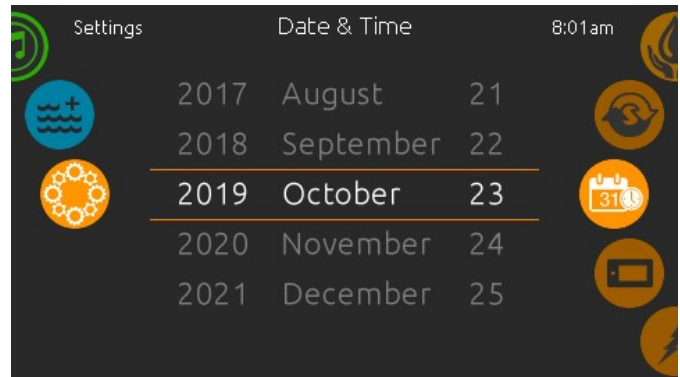 Settings Date & Time 8:01am
2017 August 21
2018 September 22
2019 October 23
31
2020 November 24
2021 December 25